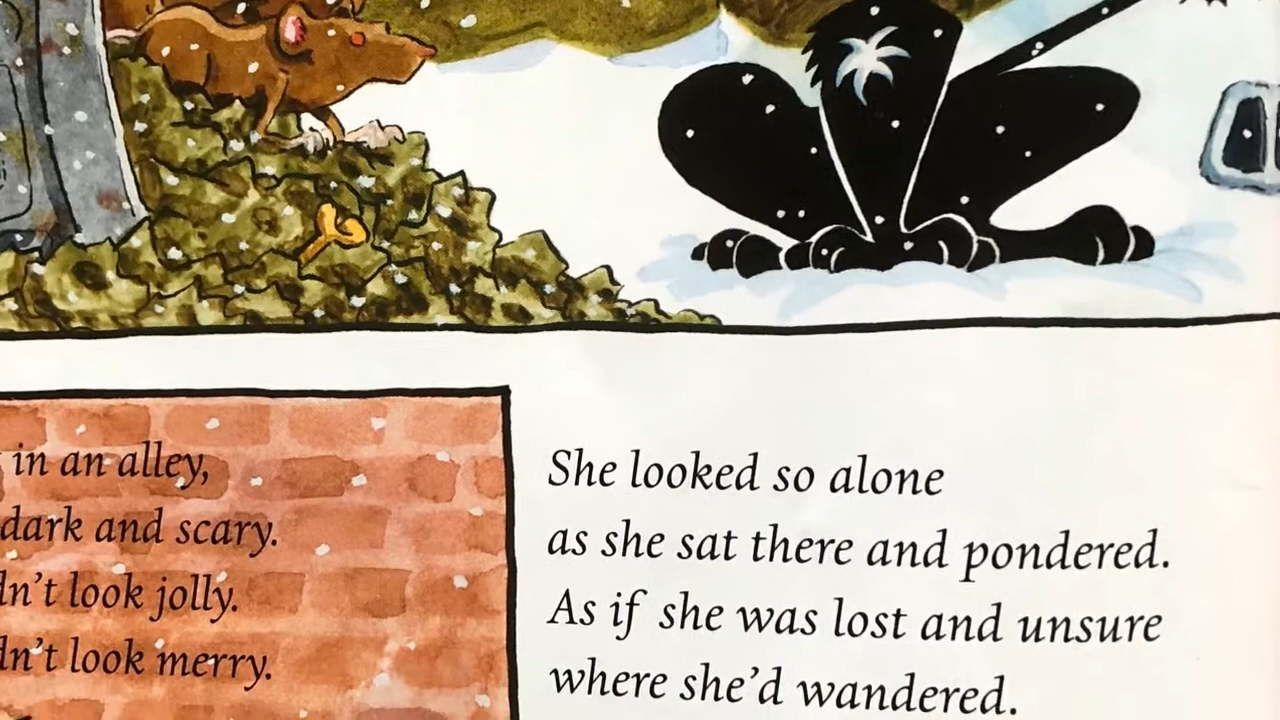 in an alley,
dark and scary.
dn't look jolly.
dn't look merry.
She looked so alone
as she sat there and pondered.
As if she was lost and unsure
where she'd wandered.